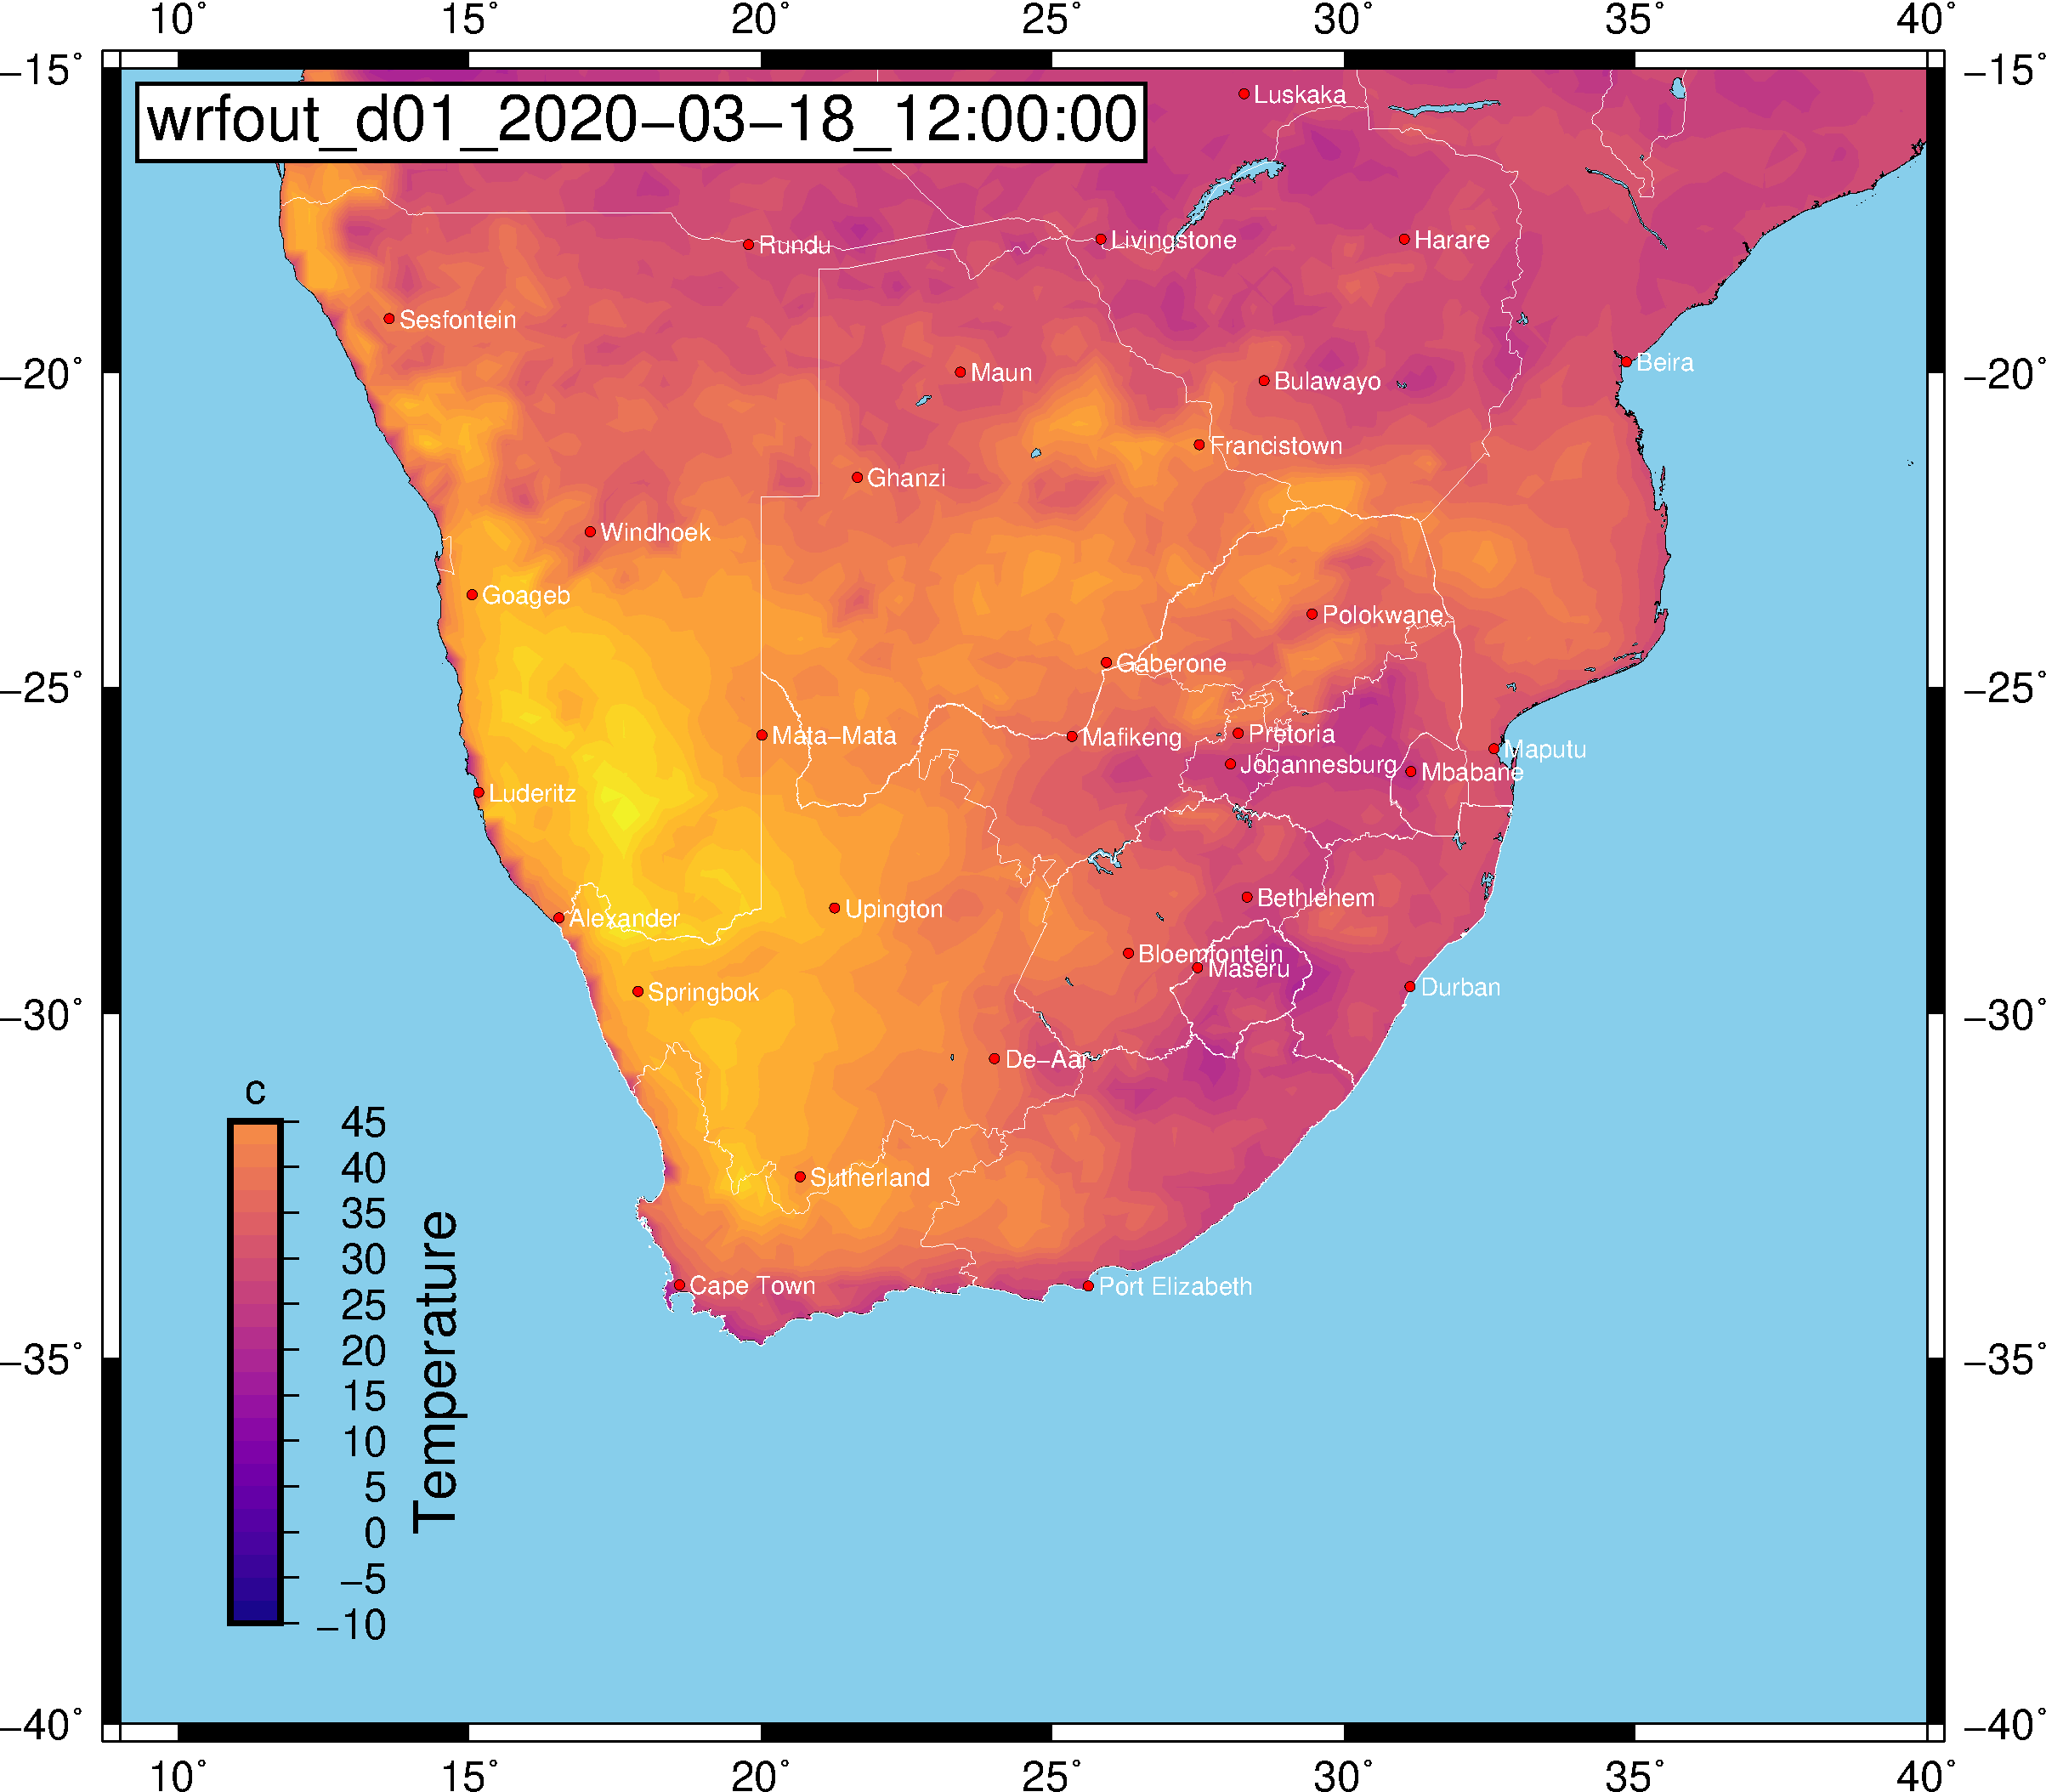 10° 15° 20° 25° 30° 35° 40°
−15° −15°
wrfout_d01_2020−03−18_12:00:00
Luskaka
Rundu
Livingstone
Harare
Sesfontein
Beira
−20° −20°
Maun
Bulawayo
Francistown
Ghanzi
Windhoek
Goageb
Polokwane
Gaberone
−25° −25°
Mata−Mata
Mafikeng
Pretoria
Maputu
Johannesburg
Mbabane
Luderitz
Bethlehem
Alexander
Upington
Bloemfontein
Maseru
Durban
Springbok
−30° −30°
De−Aar
c
45
40
35
30
25
20
15
10
5
0
−5
−10
Temperature
Sutherland
Cape Town
Port Elizabeth
−35° −35°
−40° −40°
10° 15° 20° 25° 30° 35° 40°